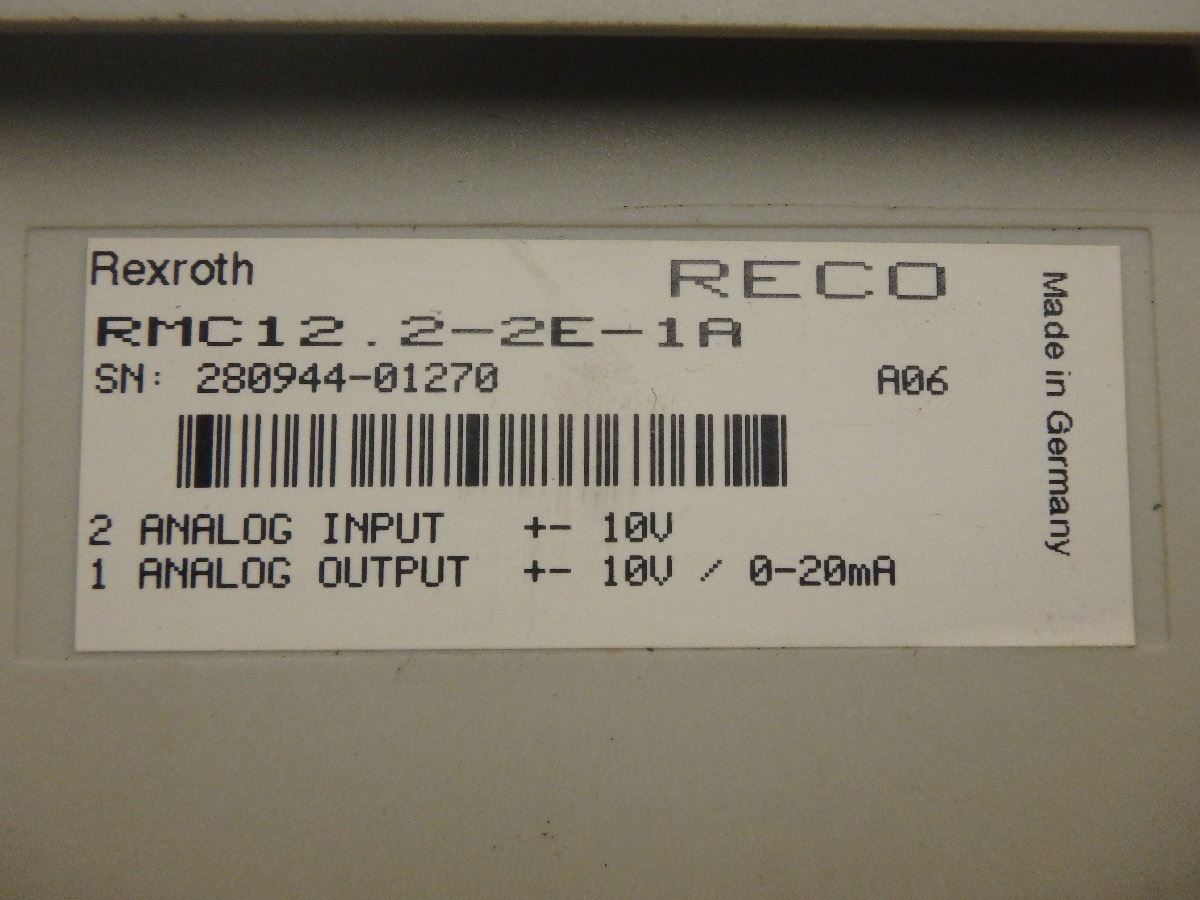 Rexroth RECO
RMC12.2-2E-1A
SN: 280944-01270 A06
2 ANALOG INPUT +- 10V
1 ANALOG OUTPUT +- 10V / 0-20mA
Made in Germany